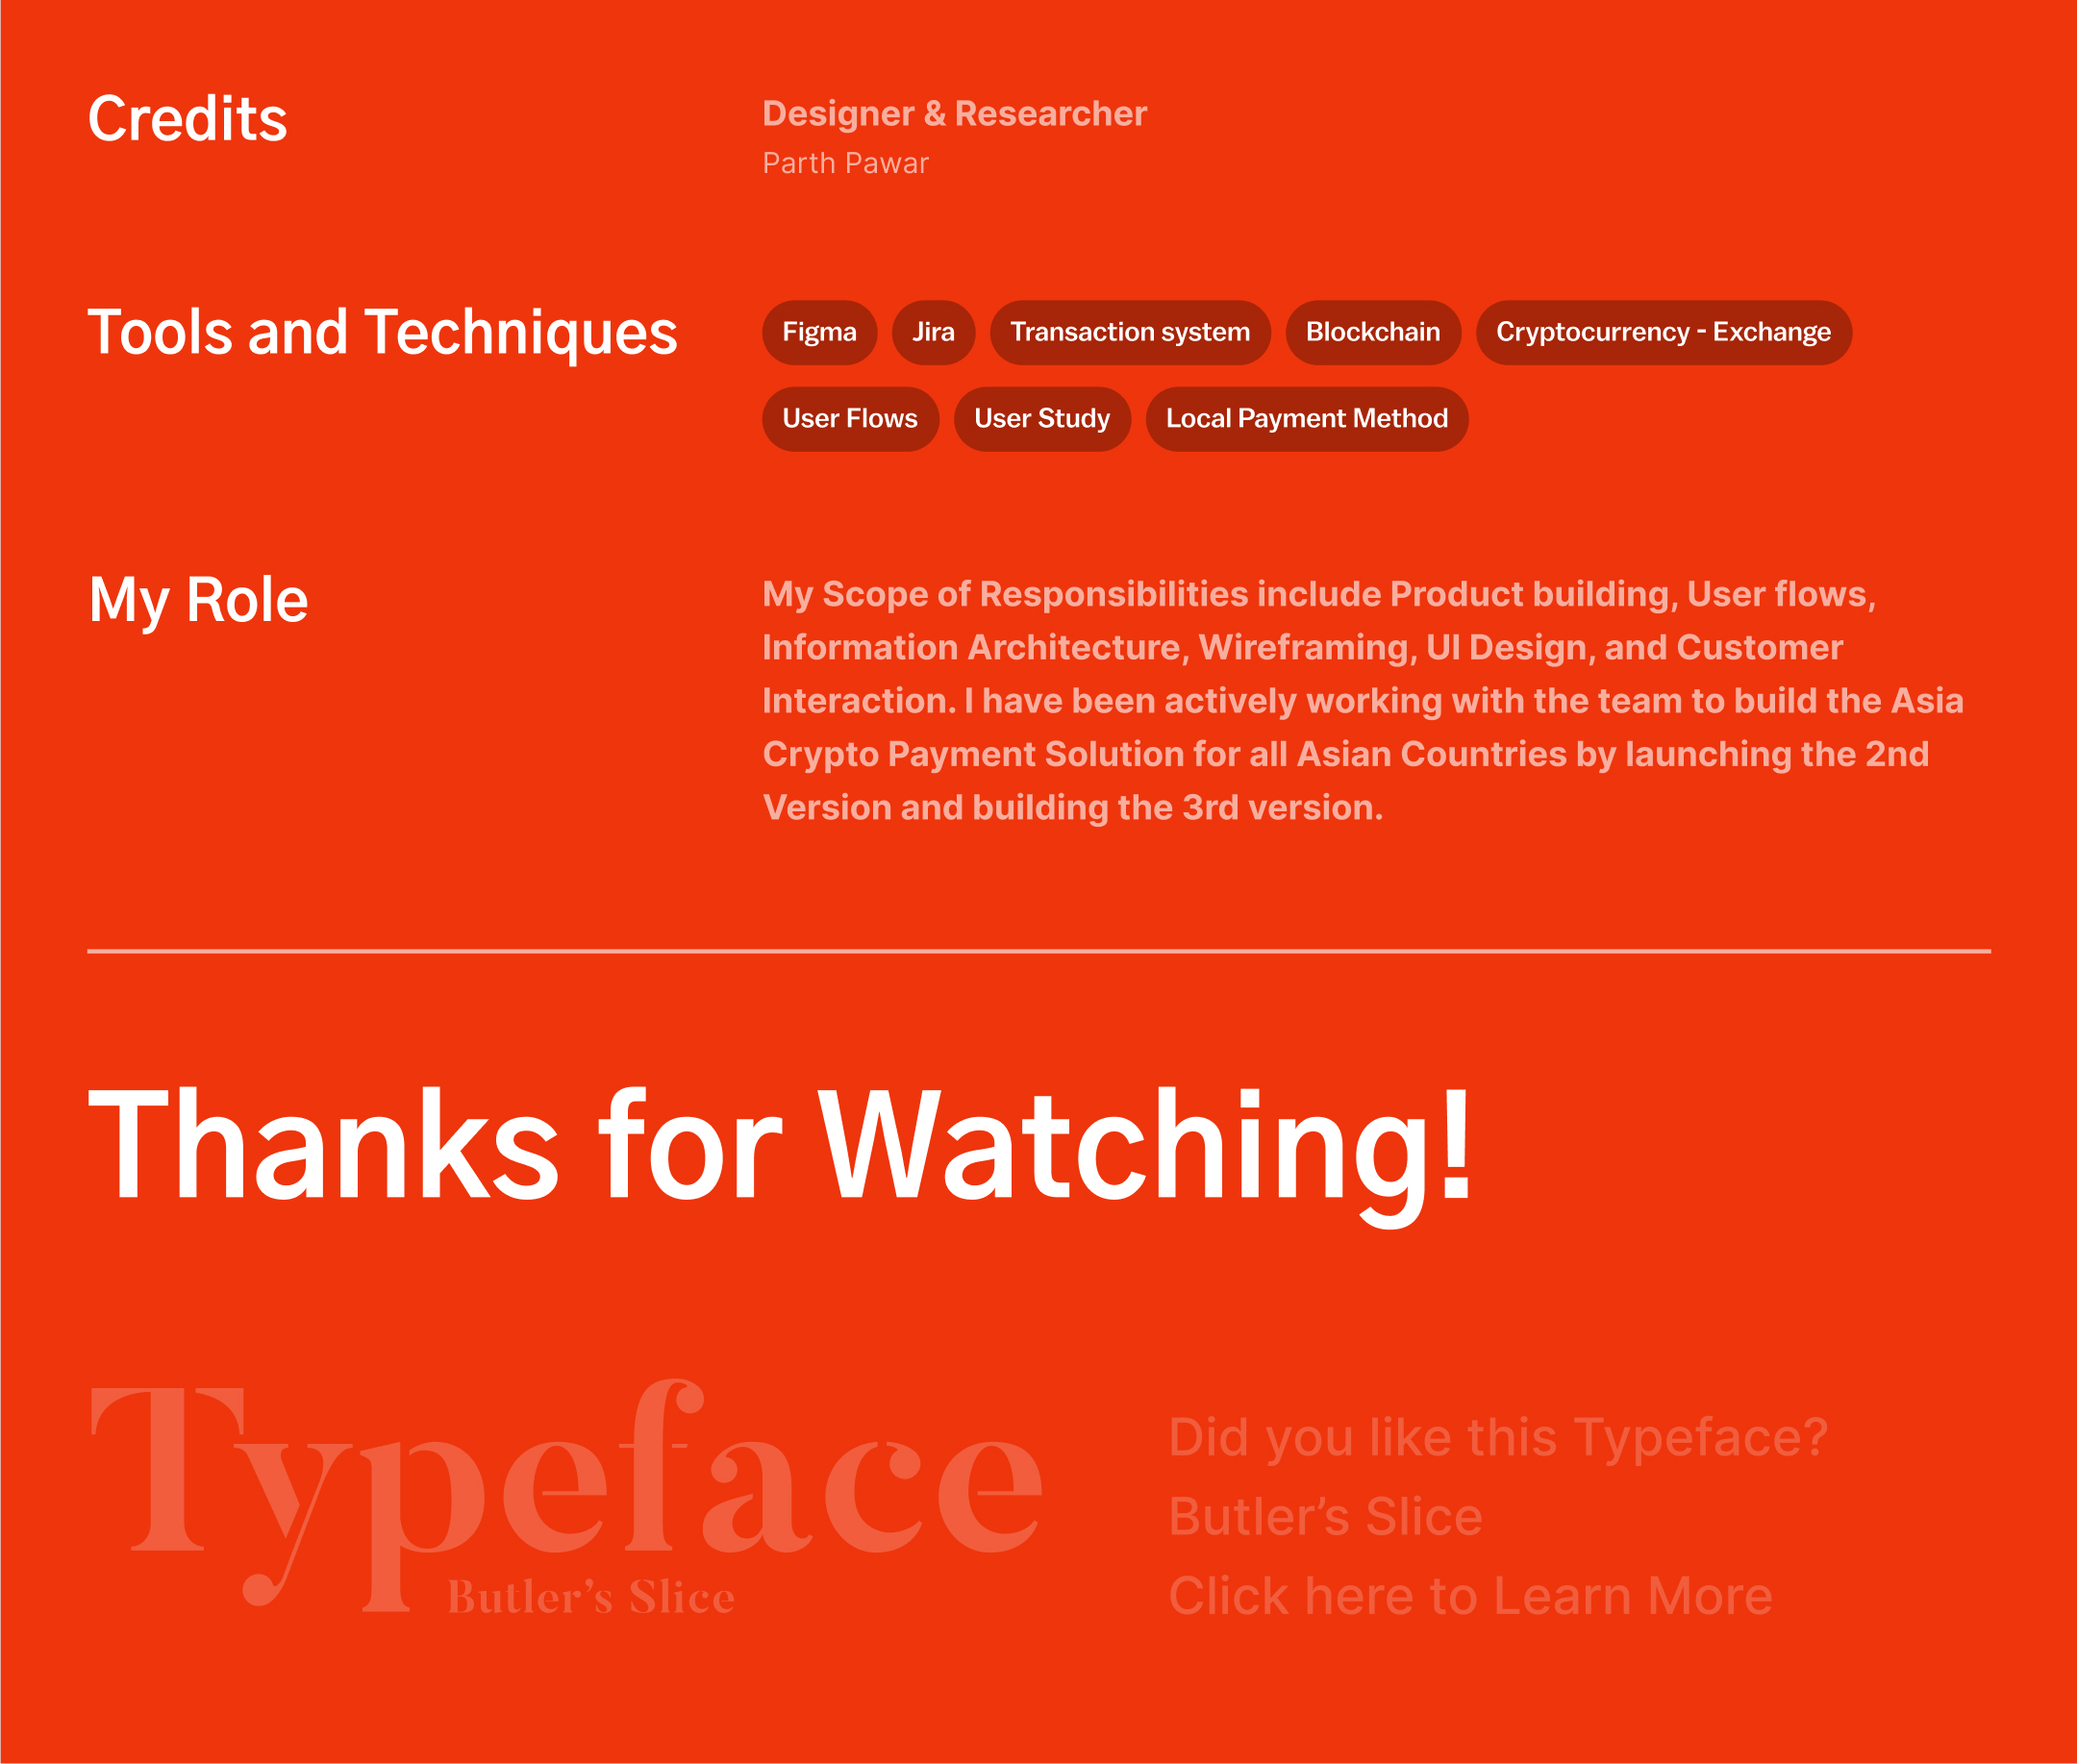 Credits
Designer & Researcher
Parth Pawar
Tools and Techniques
Figma
Jira
Transaction system
Blockchain
Cryptocurrency - Exchange
User Flows
User Study
Local Payment Method
My Role
My Scope of Responsibilities include Product building, User flows,
Information Architecture, Wireframing, UI Design, and Customer
Interaction. I have been actively working with the team to build the Asia
Crypto Payment Solution for all Asian Countries by launching the 2nd
Version and building the 3rd version.
Thanks for Watching!
Typeface
Butler’s Slice
Did you like this Typeface?
Butler’s Slice
Click here to Learn More